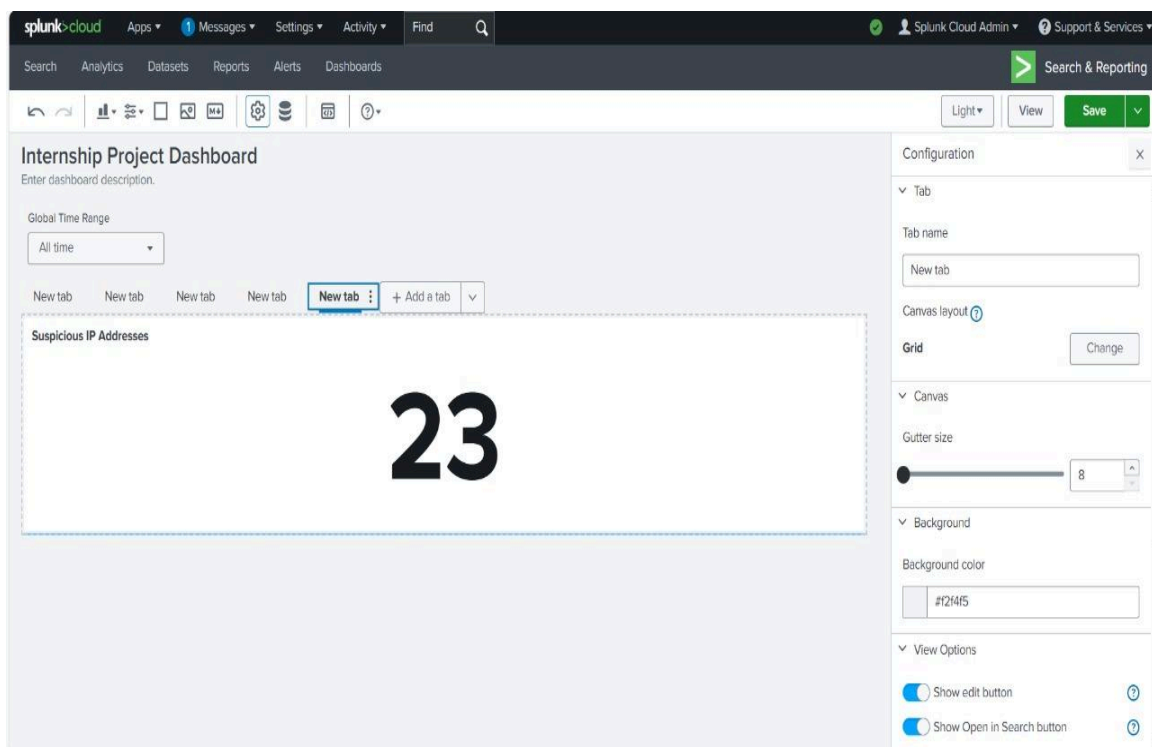 splunk>cloud Apps 1 Messages Settings Activity Find Splunk Cloud Admin ? Support & Services
Search Analytics Datasets Reports Alerts Dashboards Search & Reporting
M ? Light View Save
Internship Project Dashboard
Enter dashboard description.
Global Time Range
All time
New tab New tab New tab New tab New tab + Add a tab
Suspicious IP Addresses
23
Configuration
Tab
Tab name
New tab
Canvas layout ?
Grid Change
Canvas
Gutter size
8
Background
Background color
#f2f4f5
View Options
Show edit button ?
Show Open in Search button ?